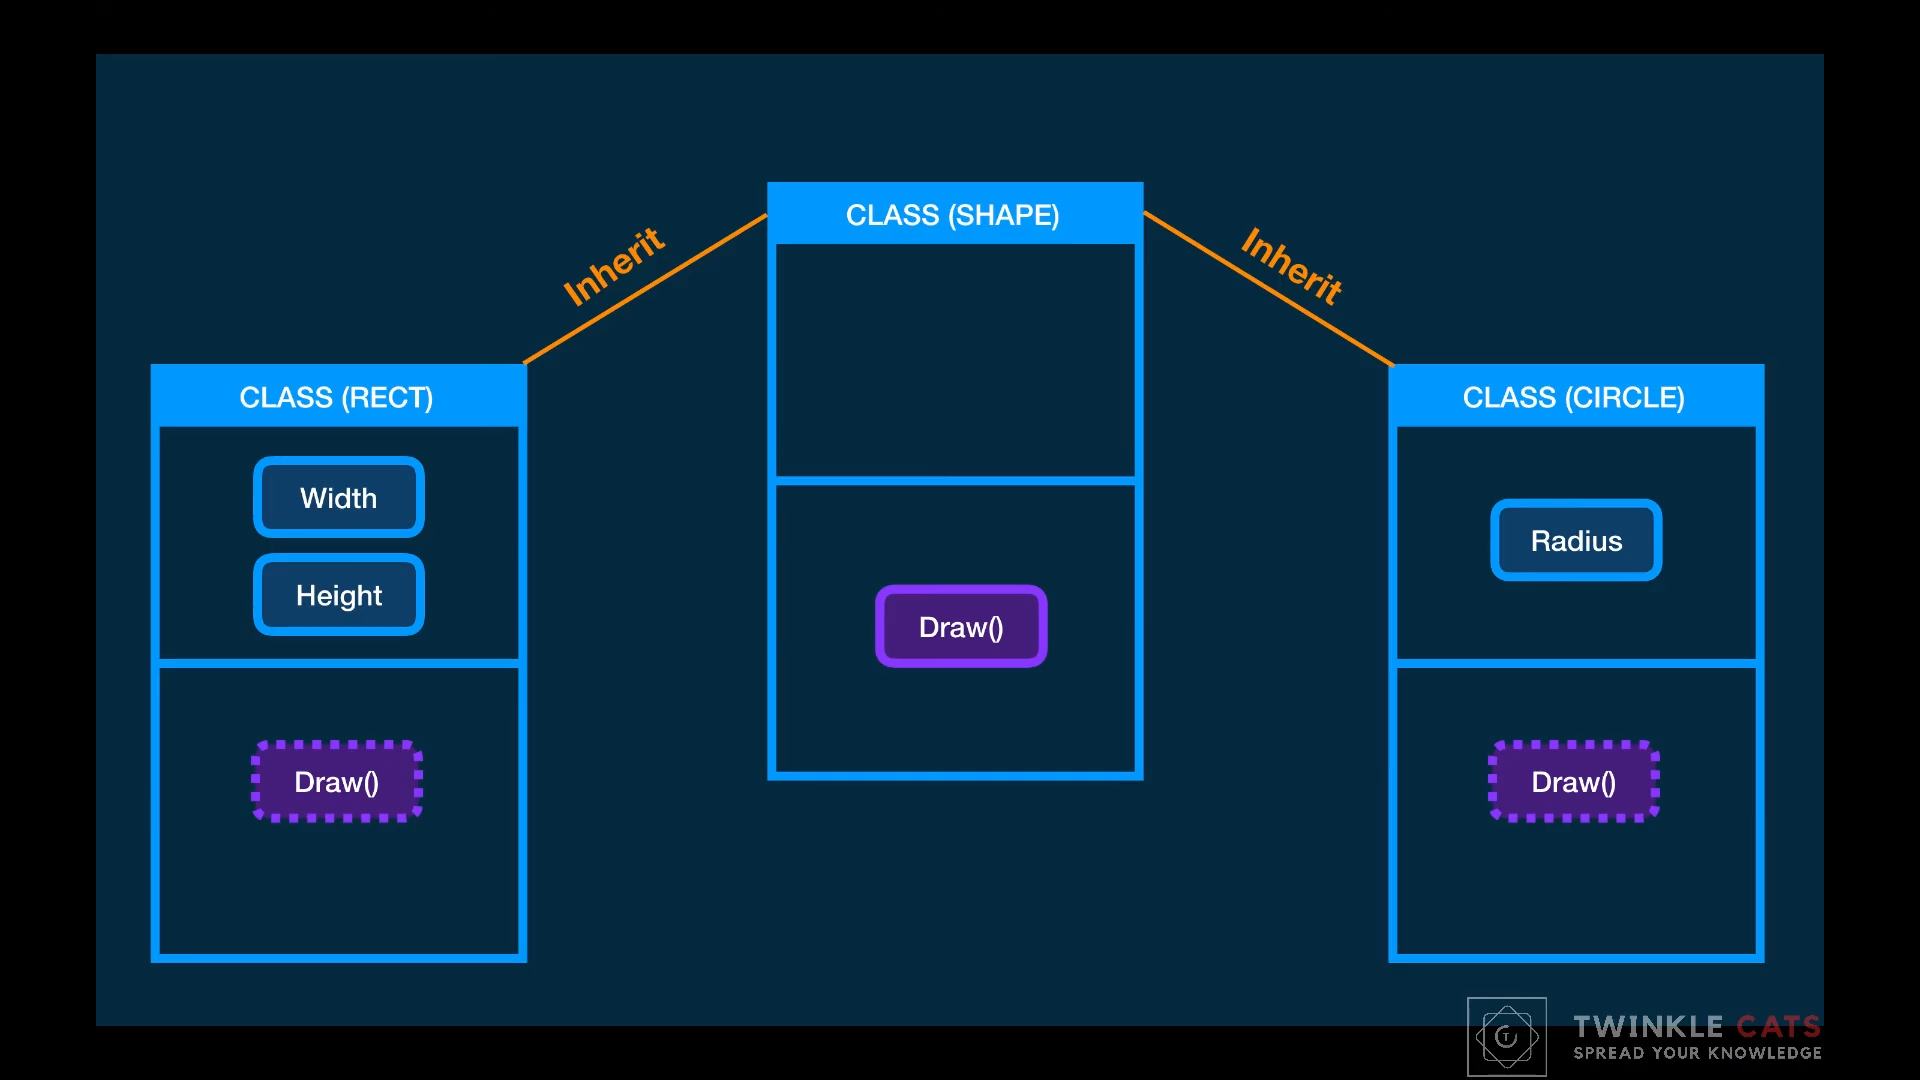 CLASS (SHAPE)
Inherit
Inherit
Draw()
CLASS (RECT)
Width
Height
Draw()
CLASS (CIRCLE)
Radius
Draw()
TWINKLE CATS
SPREAD YOUR KNOWLEDGE